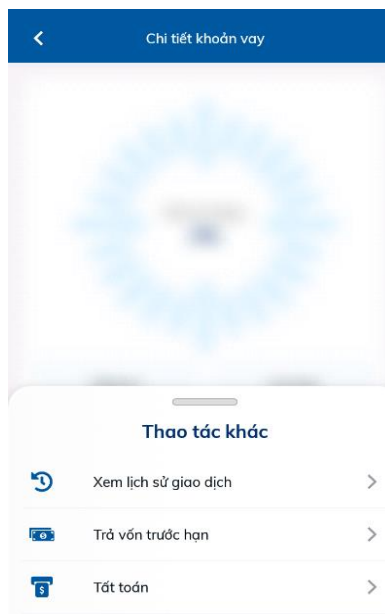 Chi tiết khoản vay
Thao tác khác
Xem lịch sử giao dịch
Trả vốn trước hạn
Tất toán